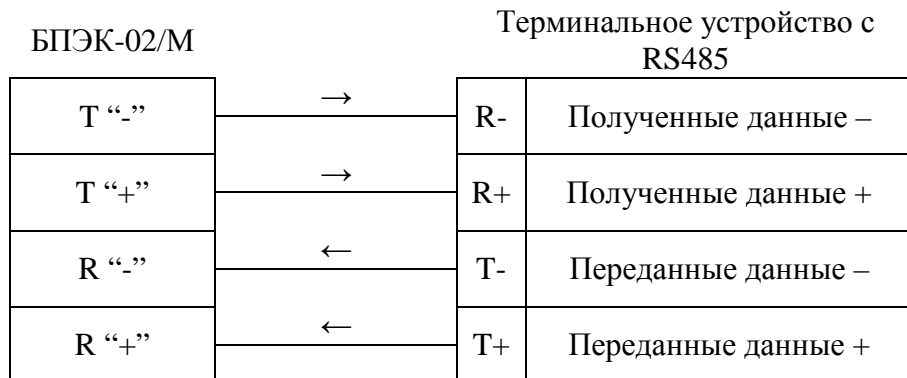 БПЭК-02/М
Терминальное устройство с
RS485
T “-” → R- Полученные данные –
T “+” → R+ Полученные данные +
R “-” ← T- Переданные данные –
R “+” ← T+ Переданные данные +